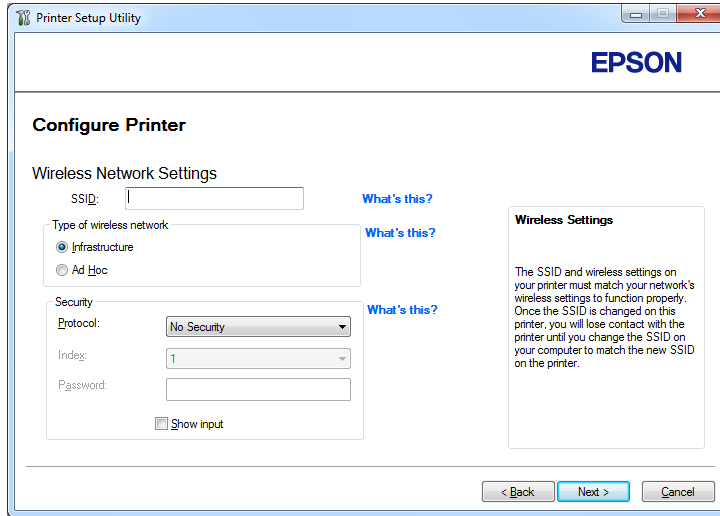 Printer Setup Utility
EPSON
Configure Printer
Wireless Network Settings
SSID:
What's this?
Type of wireless network
What's this?
Infrastructure
Ad Hoc
Security
What's this?
Protocol:
No Security
Index:
1
Password:
Show input
Wireless Settings
The SSID and wireless settings on
your printer must match your network's
wireless settings to function properly.
Once the SSID is changed on this
printer, you will lose contact with the
printer until you change the SSID on
your computer to match the new SSID
on the printer.
< Back
Next >
Cancel